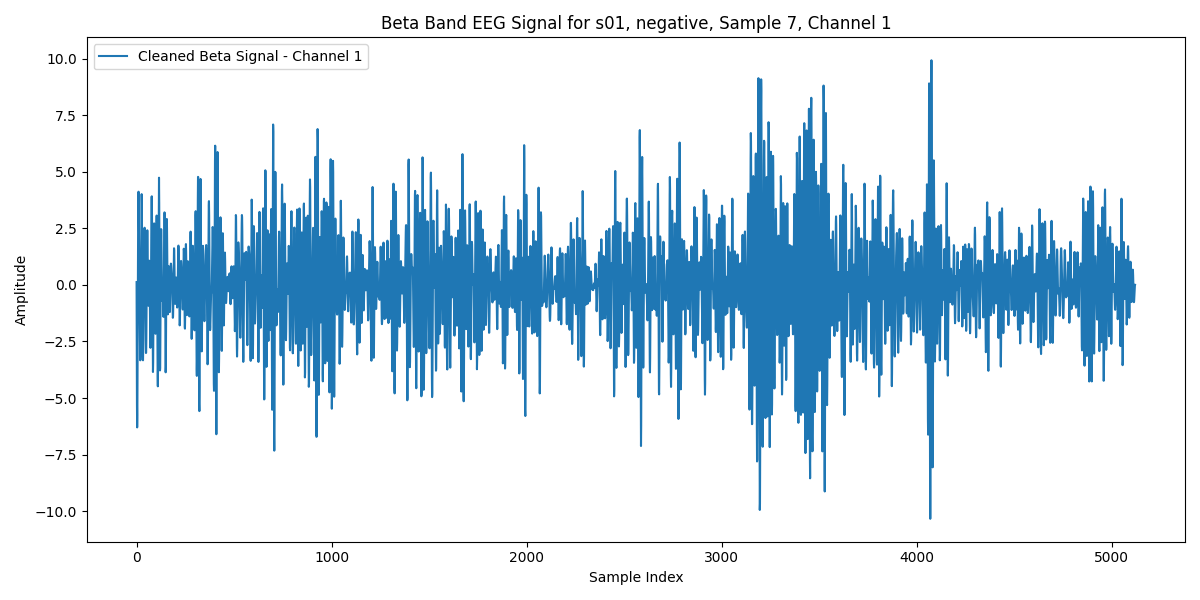 Beta Band EEG Signal for s01, negative, Sample 7, Channel 1
Cleaned Beta Signal - Channel 1
10.0
7.5
5.0
2.5
0.0
−2.5
−5.0
−7.5
−10.0
Amplitude
0 1000 2000 3000 4000 5000
Sample Index